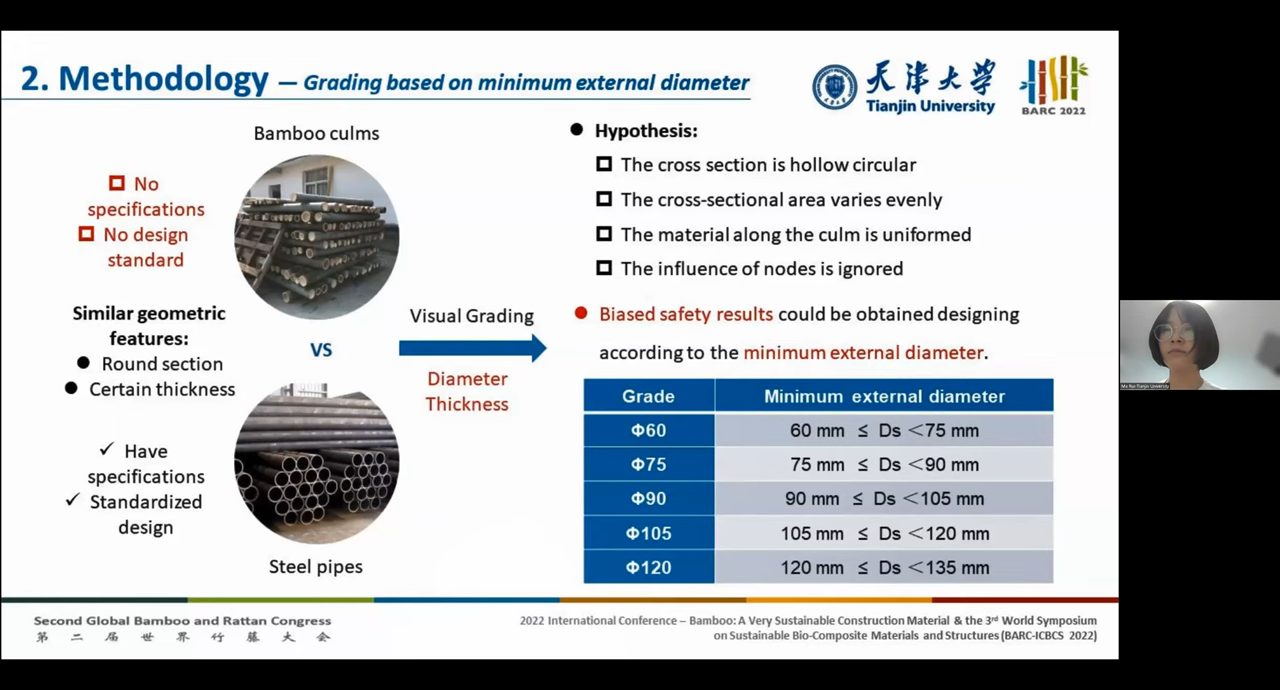 2. Methodology — Grading based on minimum external diameter
天津大学
Tianjin University
BARC 2022
Bamboo culms
No
specifications
No design
standard
Similar geometric
features:
Round section
Certain thickness
VS
Have
specifications
Standardized
design
Steel pipes
Visual Grading
Diameter
Thickness
Hypothesis:
The cross section is hollow circular
The cross-sectional area varies evenly
The material along the culm is uniformed
The influence of nodes is ignored
Biased safety results could be obtained designing
according to the minimum external diameter.
Grade Minimum external diameter
Φ60 60 mm ≤ Ds <75 mm
Φ75 75 mm ≤ Ds <90 mm
Φ90 90 mm ≤ Ds <105 mm
Φ105 105 mm ≤ Ds <120 mm
Φ120 120 mm ≤ Ds <135 mm
Second Global Bamboo and Rattan Congress
第二届世界竹藤大会
2022 International Conference – Bamboo: A Very Sustainable Construction Material & the 3rd World Symposium
on Sustainable Bio-Composite Materials and Structures (BARC-ICBCS 2022)
Ma Rui-Tianjin University